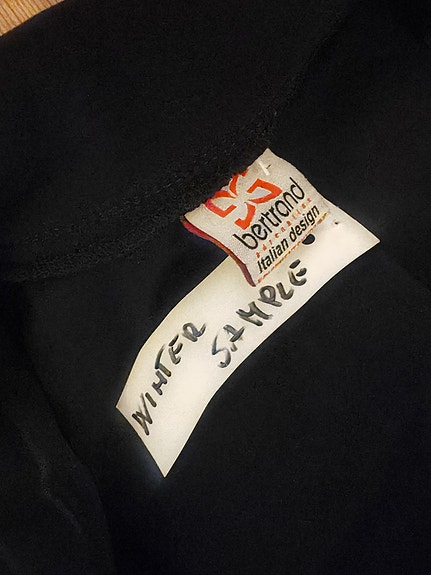 bertrand
Italian design
WINTER
SAMPLE